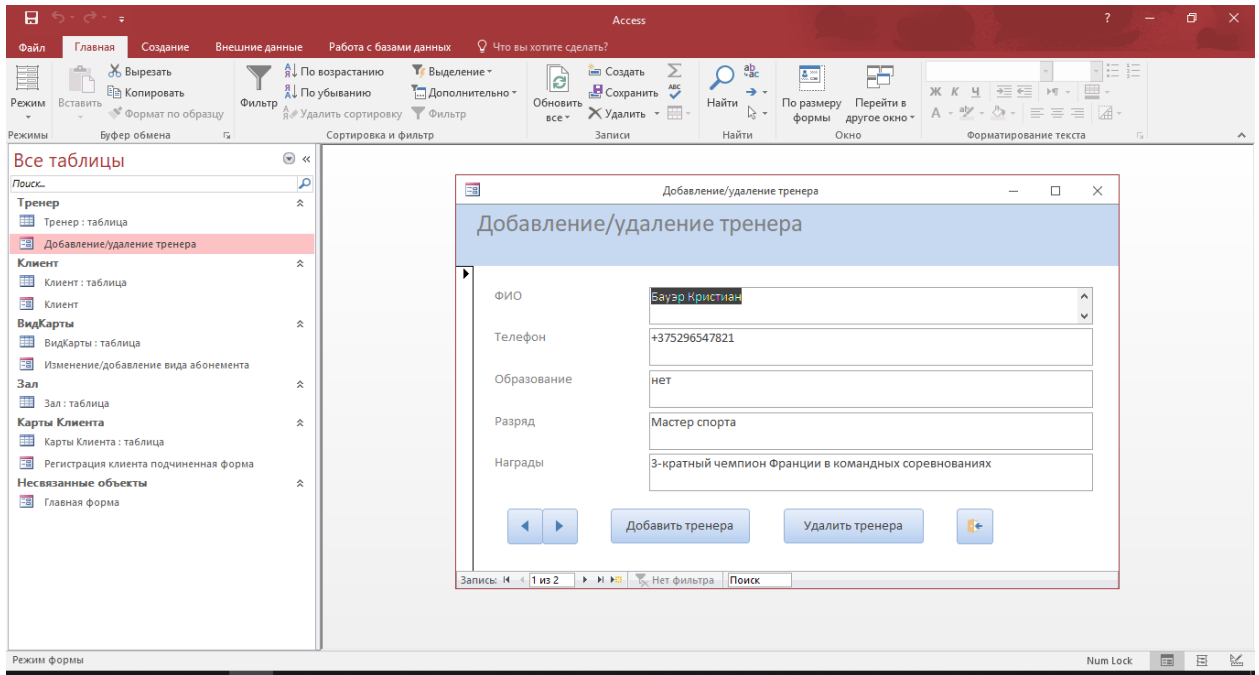 Access
?
Файл Главная Создание Внешние данные Работа с базами данных Что вы хотите сделать?
Режим
Вставить
Вырезать
Копировать
Формат по образцу
Фильтр
По возрастанию
По убыванию
Удалить сортировку
Выделение
Дополнительно
Фильтр
Обновить все
Создать
Сохранить
Удалить
Найти
По размеру формы
Перейти в другое окно
Ж К Ч
Режимы Буфер обмена Сортировка и фильтр Записи Найти Окно Форматирование текста
Все таблицы
Поиск...
Тренер
Тренер : таблица
Добавление/удаление тренера
Клиент
Клиент : таблица
Клиент
ВидКарты
ВидКарты : таблица
Изменение/добавление вида абонемента
Зал
Зал : таблица
Карты Клиента
Карты Клиента : таблица
Регистрация клиента подчиненная форма
Несвязанные объекты
Главная форма
Добавление/удаление тренера
Добавление/удаление тренера
ФИО Бауэр Кристиан
Телефон +375296547821
Образование нет
Разряд Мастер спорта
Награды 3-кратный чемпион Франции в командных соревнованиях
Добавить тренера Удалить тренера
Запись: 1 из 2 Нет фильтра Поиск
Режим формы Num Lock